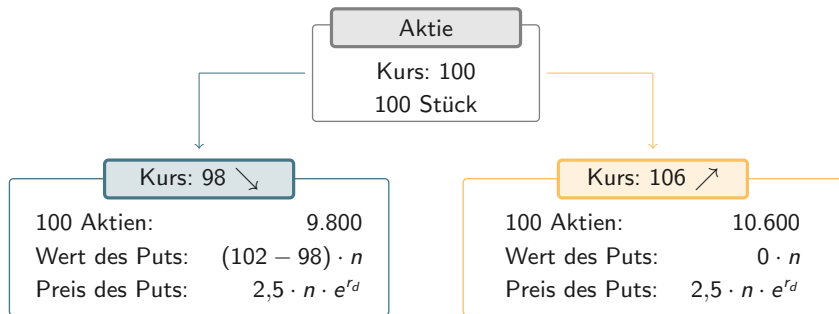 Aktie
Kurs: 100
100 Stück
Kurs: 98 ↘
100 Aktien: 9.800
Wert des Puts: (102 − 98) · n
Preis des Puts: 2,5 · n · e^{r_d}
Kurs: 106 ↗
100 Aktien: 10.600
Wert des Puts: 0 · n
Preis des Puts: 2,5 · n · e^{r_d}